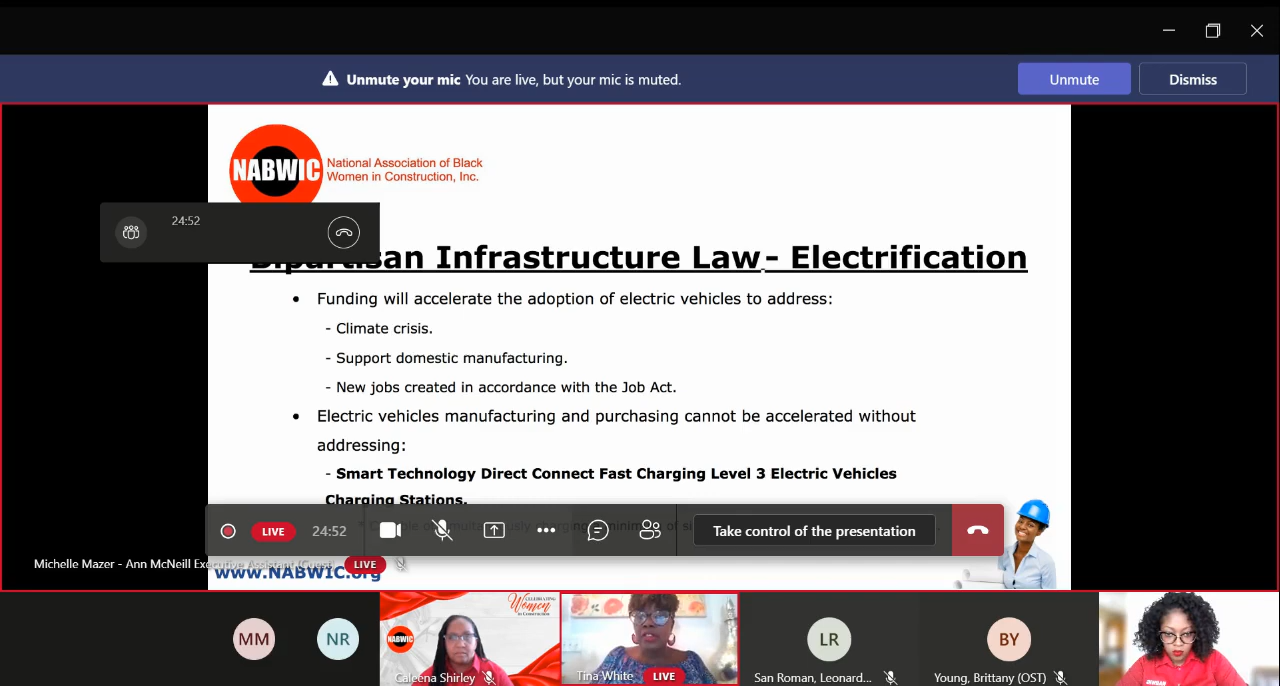 Unmute your mic You are live, but your mic is muted.
Unmute
Dismiss
NABWIC
National Association of Black
Women in Construction, Inc.
24:52
Bipartisan Infrastructure Law - Electrification
• Funding will accelerate the adoption of electric vehicles to address:
- Climate crisis.
- Support domestic manufacturing.
- New jobs created in accordance with the Job Act.
• Electric vehicles manufacturing and purchasing cannot be accelerated without
addressing:
- Smart Technology Direct Connect Fast Charging Level 3 Electric Vehicles
Charging Stations.
LIVE
24:52
Take control of the presentation
Michelle Mazer - Ann McNeill Executive Assistant (Guest)
LIVE
www.NABWIC.org
MM
NR
CELEBRATING
Women
IN CONSTRUCTION
NABWIC
Caleena Shirley
Tina White
LIVE
LR
San Roman, Leonard...
BY
Young, Brittany (OST)